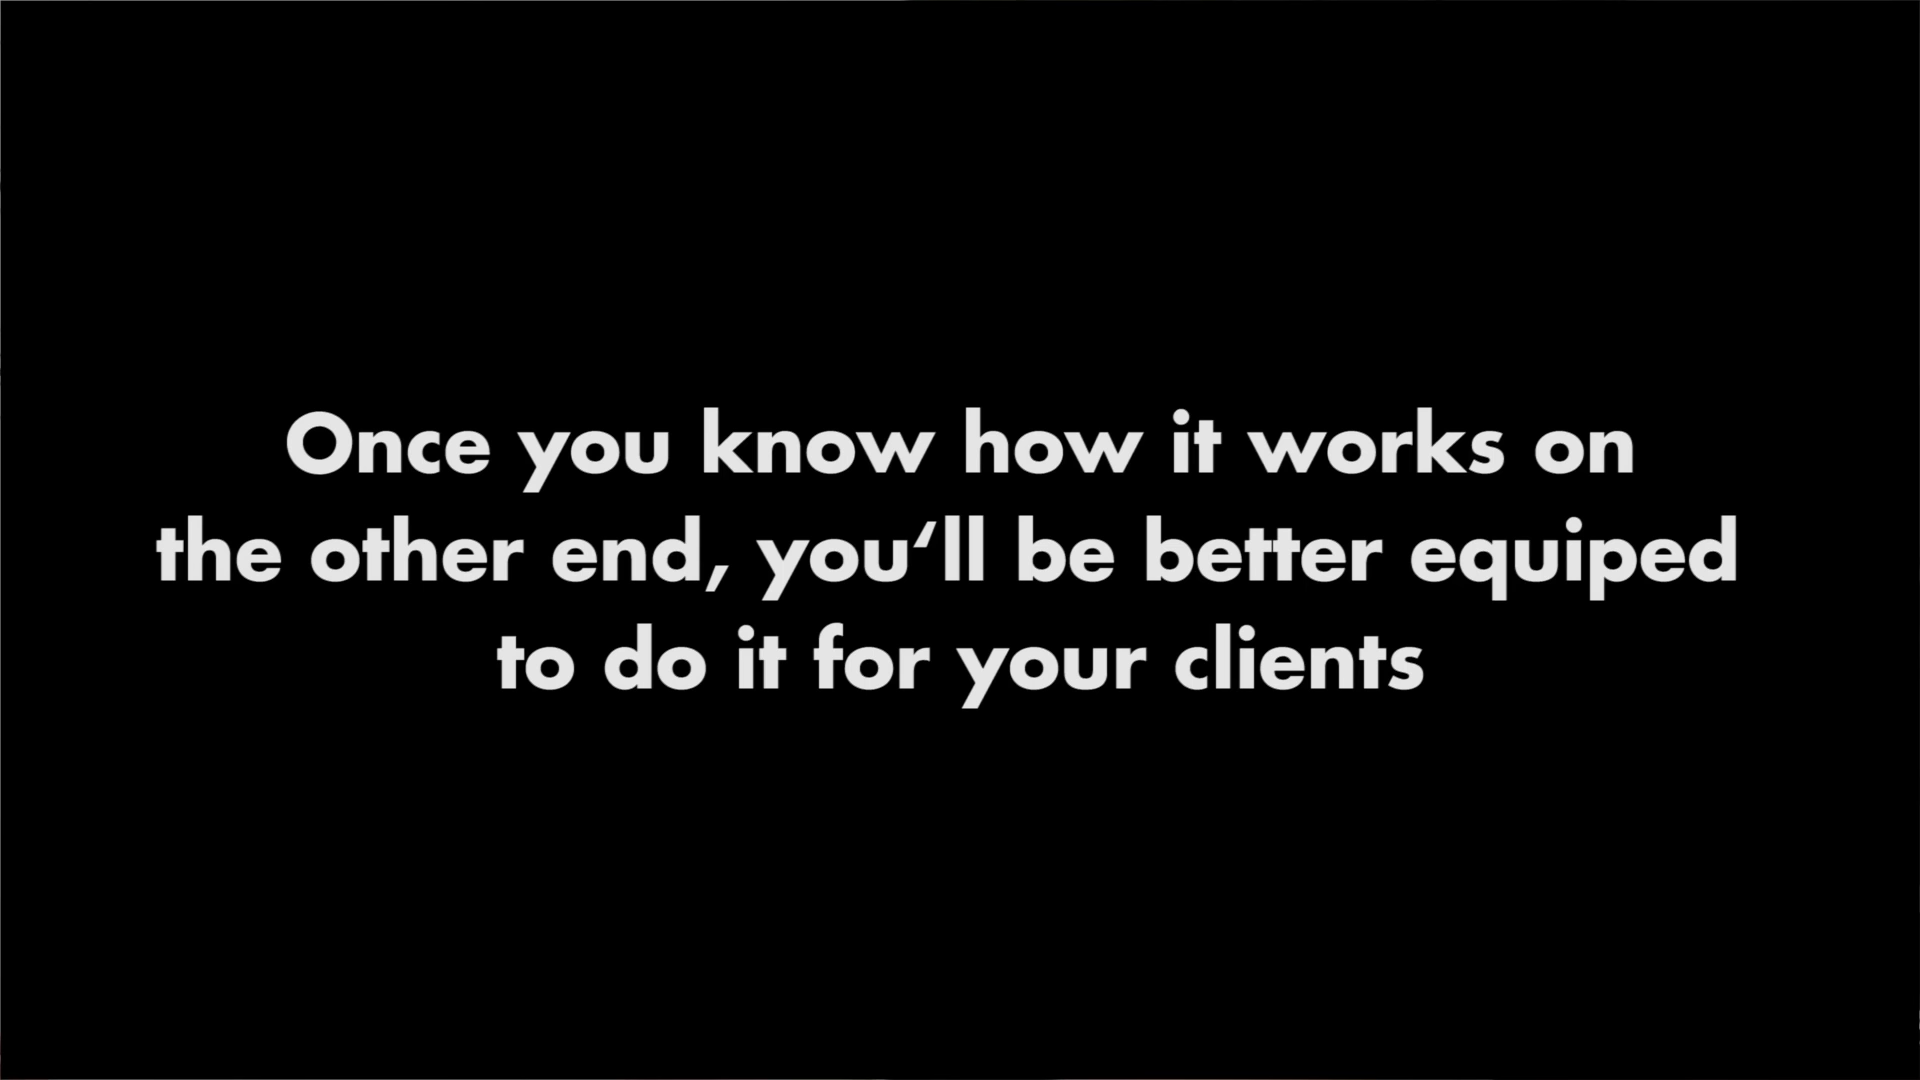 Once you know how it works on
the other end, you‘ll be better equiped
to do it for your clients